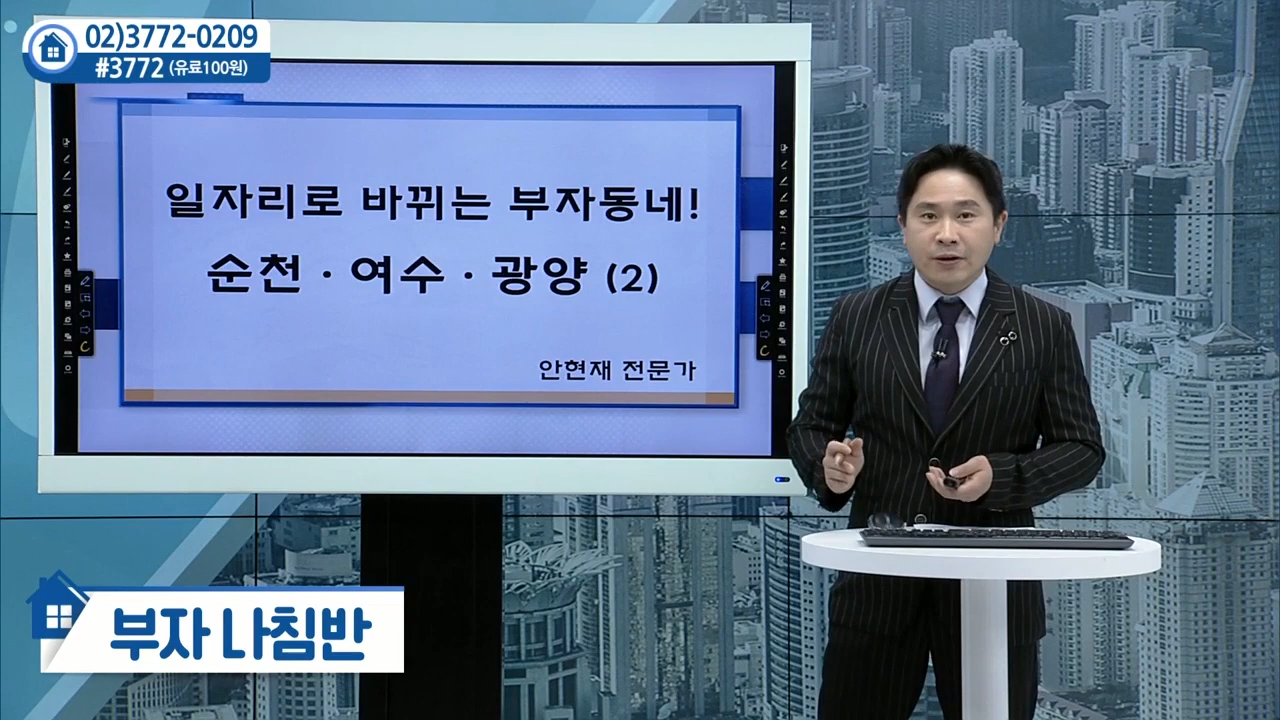 02)3772-0209
#3772 (유료100원)
일자리로 바뀌는 부자동네!
순천·여수·광양 (2)
안현재 전문가
부자 나침반